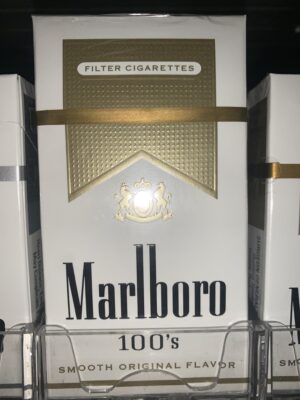 FILTER CIGARETTES
Marlboro
100's
SMOOTH ORIGINAL FLAVOR